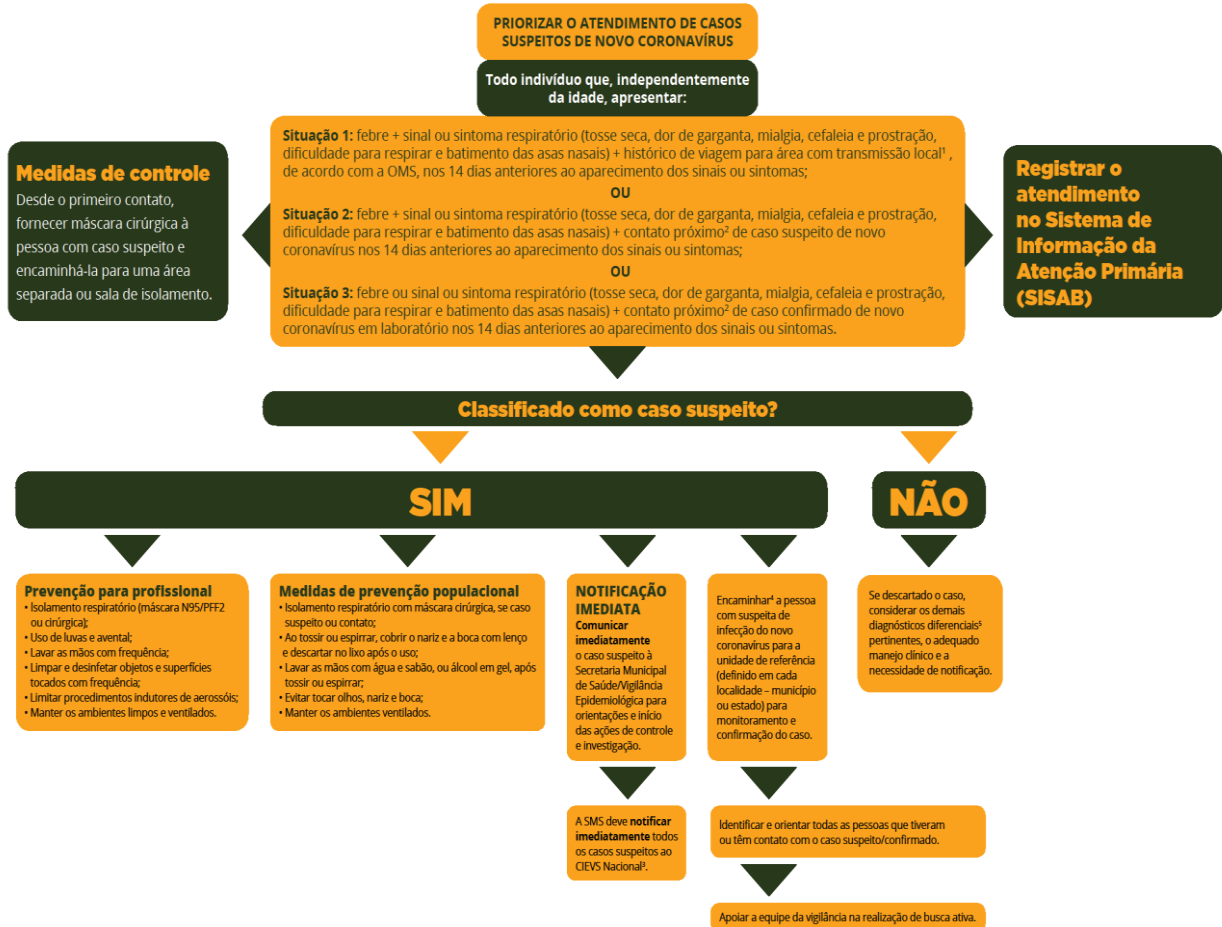 PRIORIZAR O ATENDIMENTO DE CASOS
SUSPEITOS DE NOVO CORONAVÍRUS
Todo indivíduo que, independentemente
da idade, apresentar:
Medidas de controle
Desde o primeiro contato,
fornecer máscara cirúrgica à
pessoa com caso suspeito e
encaminhá-la para uma área
separada ou sala de isolamento.
Situação 1: febre + sinal ou sintoma respiratório (tosse seca, dor de garganta, mialgia, cefaleia e prostração,
dificuldade para respirar e batimento das asas nasais) + histórico de viagem para área com transmissão local¹ ,
de acordo com a OMS, nos 14 dias anteriores ao aparecimento dos sinais ou sintomas;
OU
Situação 2: febre + sinal ou sintoma respiratório (tosse seca, dor de garganta, mialgia, cefaleia e prostração,
dificuldade para respirar e batimento das asas nasais) + contato próximo² de caso suspeito de novo
coronavírus nos 14 dias anteriores ao aparecimento dos sinais ou sintomas;
OU
Situação 3: febre ou sinal ou sintoma respiratório (tosse seca, dor de garganta, mialgia, cefaleia e prostração,
dificuldade para respirar e batimento das asas nasais) + contato próximo² de caso confirmado de novo
coronavírus em laboratório nos 14 dias anteriores ao aparecimento dos sinais ou sintomas.
Registrar o
atendimento
no Sistema de
Informação da
Atenção Primária
(SISAB)
Classificado como caso suspeito?
SIM
NÃO
Prevenção para profissional
• Isolamento respiratório (máscara N95/PFF2
ou cirúrgica);
• Uso de luvas e avental;
• Lavar as mãos com frequência;
• Limpar e desinfetar objetos e superfícies
tocados com frequência;
• Limitar procedimentos indutores de aerossóis;
• Manter os ambientes limpos e ventilados.
Medidas de prevenção populacional
• Isolamento respiratório com máscara cirúrgica, se caso
suspeito ou contato;
• Ao tossir ou espirrar, cobrir o nariz e a boca com lenço
e descartar no lixo após o uso;
• Lavar as mãos com água e sabão, ou álcool em gel, após
tossir ou espirrar;
• Evitar tocar olhos, nariz e boca;
• Manter os ambientes ventilados.
NOTIFICAÇÃO
IMEDIATA
Comunicar
imediatamente
o caso suspeito à
Secretaria Municipal
de Saúde/Vigilância
Epidemiológica para
orientações e início
das ações de controle
e investigação.
Encaminhar⁴ a pessoa
com suspeita de
infecção do novo
coronavírus para a
unidade de referência
(definido em cada
localidade – município
ou estado) para
monitoramento e
confirmação do caso.
Se descartado o caso,
considerar os demais
diagnósticos diferenciais⁵
pertinentes, o adequado
manejo clínico e a
necessidade de notificação.
A SMS deve notificar
imediatamente todos
os casos suspeitos ao
CIEVS Nacional³.
Identificar e orientar todas as pessoas que tiveram
ou têm contato com o caso suspeito/confirmado.
Apoiar a equipe da vigilância na realização de busca ativa.